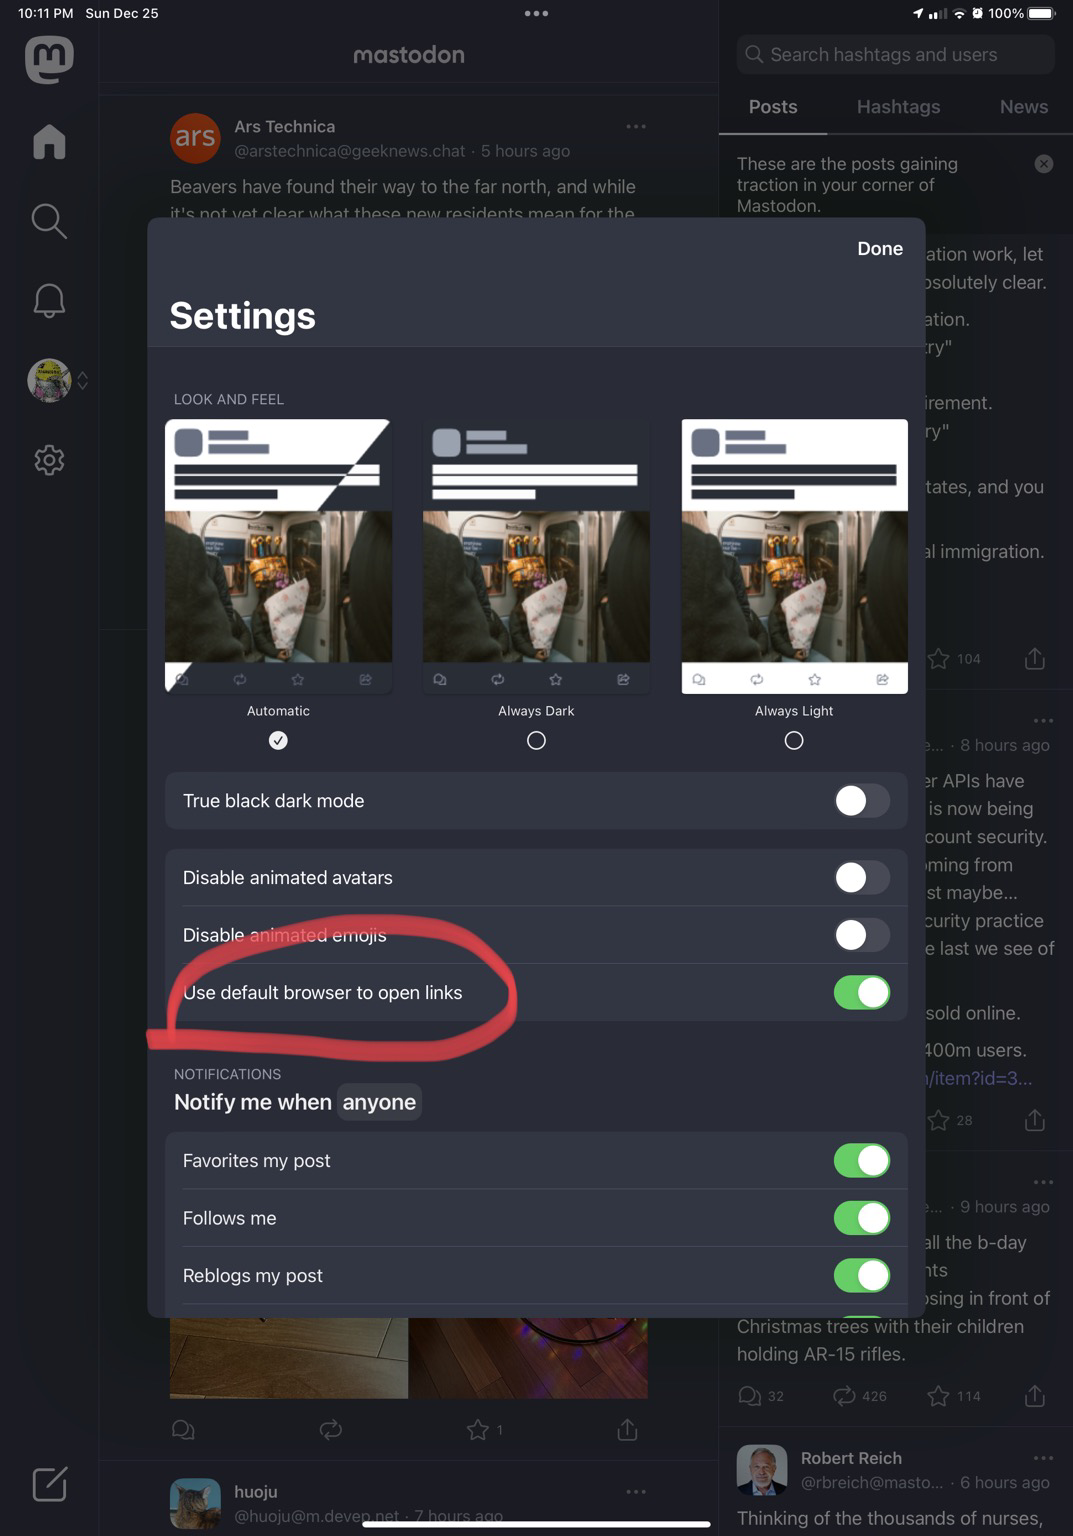 10:11 PM Sun Dec 25
100%
mastodon
Search hashtags and users
Posts Hashtags News
ars
Ars Technica
@arstechnica@geeknews.chat · 5 hours ago
Beavers have found their way to the far north, and while
it's not yet clear what these new residents mean for the
These are the posts gaining
traction in your corner of
Mastodon.
Done
Settings
LOOK AND FEEL
Automatic
Always Dark
Always Light
True black dark mode
Disable animated avatars
Disable animated emojis
Use default browser to open links
NOTIFICATIONS
Notify me when anyone
Favorites my post
Follows me
Reblogs my post
1
huoju
@huoju@m.devep.net · 7 hours ago
ation work, let
bsolutely clear.
ation.
try"
irement.
ry"
tates, and you
al immigration.
104
e... · 8 hours ago
er APIs have
is now being
count security.
oming from
st maybe...
curity practice
e last we see of
sold online.
400m users.
/item?id=3...
28
e... · 9 hours ago
all the b-day
nts
osing in front of
Christmas trees with their children
holding AR-15 rifles.
32 426 114
Robert Reich
@rbreich@masto... · 6 hours ago
Thinking of the thousands of nurses,